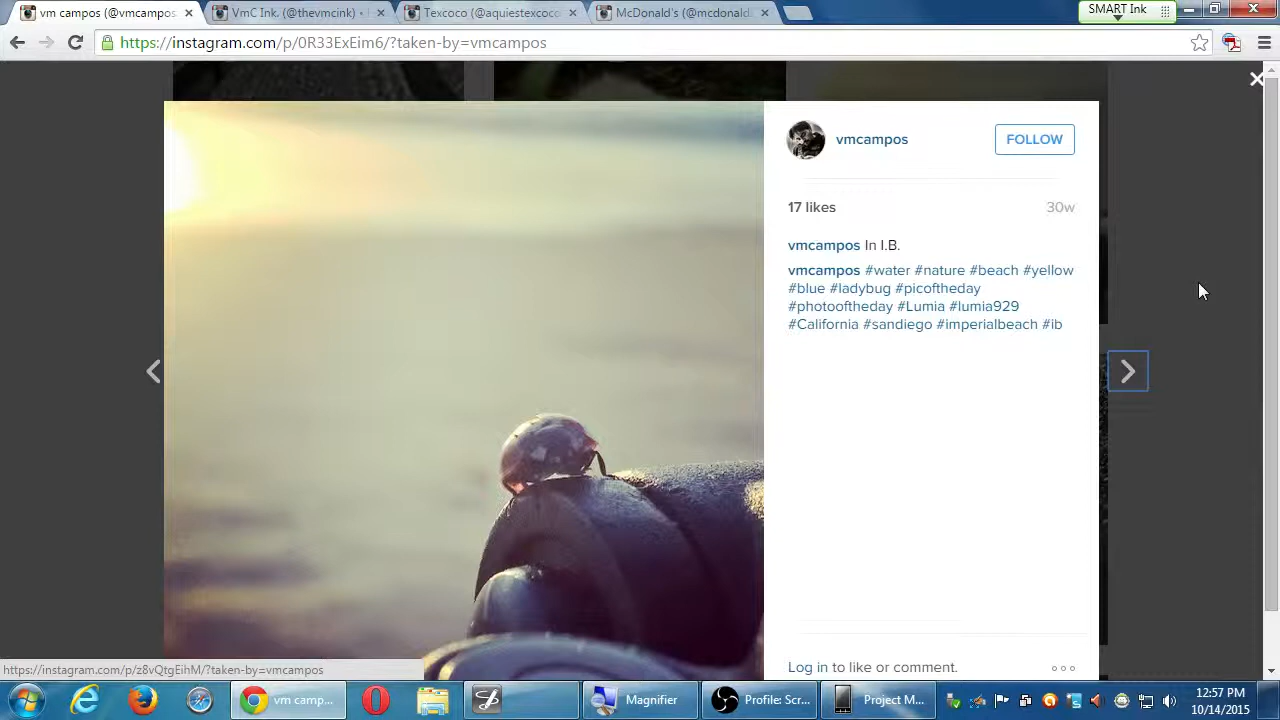 vm campos (@vmcampos
VmC Ink. (@thevmcink) •
Texcoco (@aquiestexcoco
McDonald's (@mcdonald
SMART Ink
https://instagram.com/p/0R33ExEim6/?taken-by=vmcampos
vmcampos
FOLLOW
17 likes
30w
vmcampos In I.B.
vmcampos #water #nature #beach #yellow
#blue #ladybug #picoftheday
#photooftheday #Lumia #lumia929
#California #sandiego #imperialbeach #ib
Log in to like or comment.
https://instagram.com/p/z8vQtgEihM/?taken-by=vmcampos
vm camp...
Magnifier
Profile: Scr...
Project M...
12:57 PM
10/14/2015